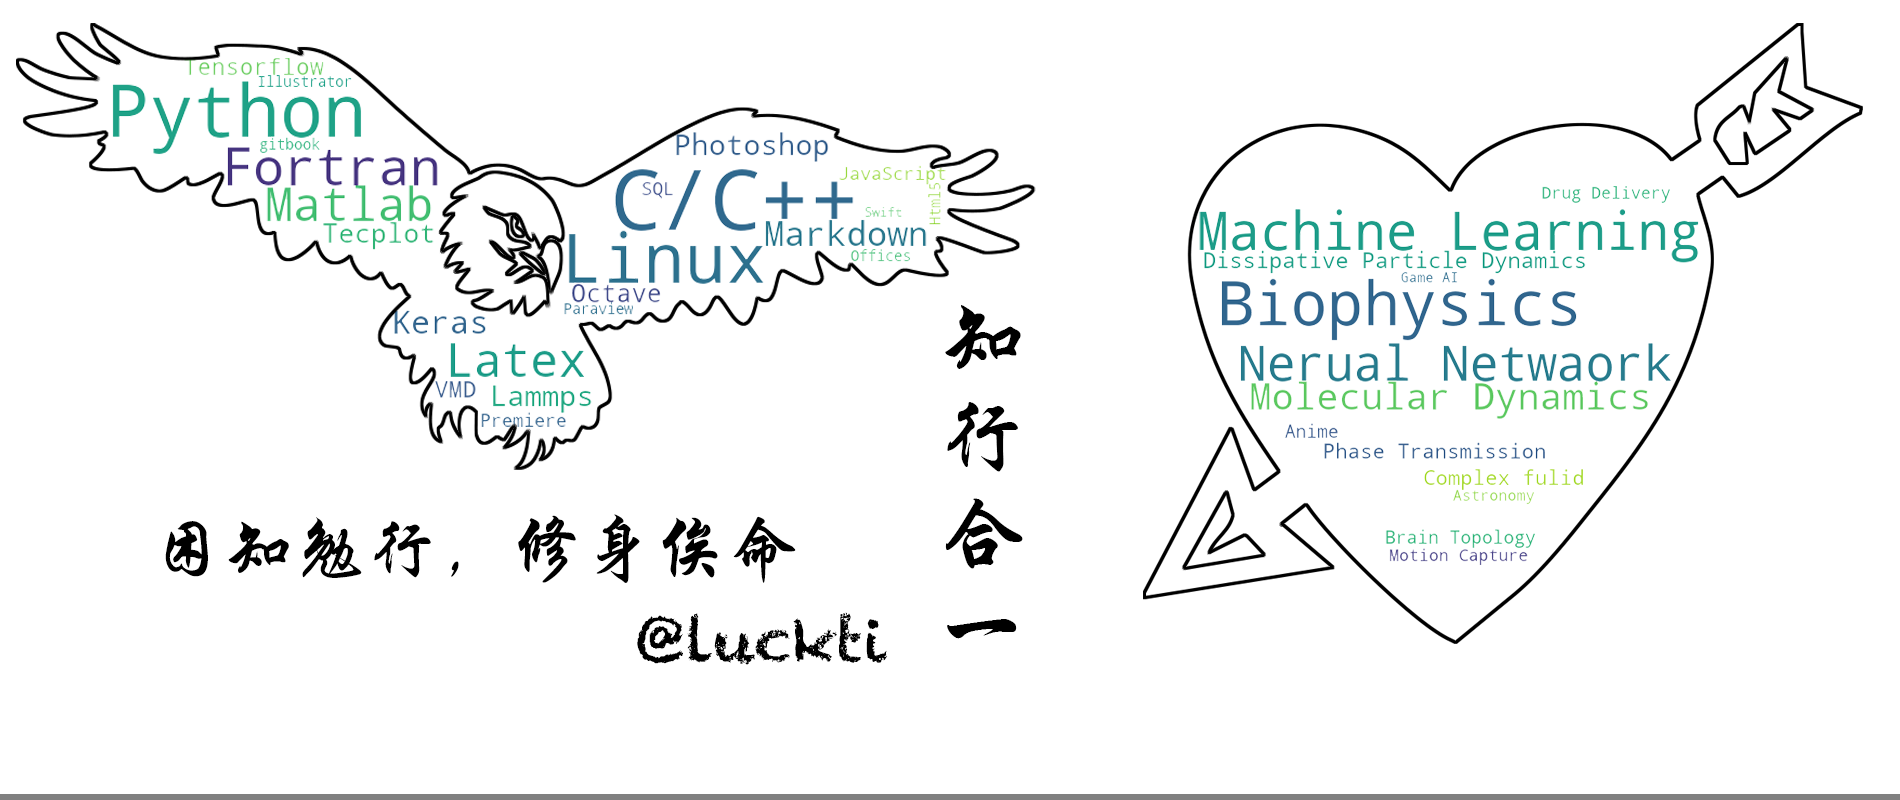 Tensorflow
Illustrator
Python
gitbook
Fortran
Matlab
Tecplot
Photoshop
JavaScript
SQL
C/C++
Html5
Swift
Markdown
Linux
Offices
Octave
Paraview
Keras
Latex
VMD
Lammps
Premiere
知行合一
困知勉行，修身俟命
@luckti
Drug Delivery
Machine Learning
Dissipative Particle Dynamics
Game AI
Biophysics
Nerual Netwaork
Molecular Dynamics
Anime
Phase Transmission
Complex fulid
Astronomy
Brain Topology
Motion Capture